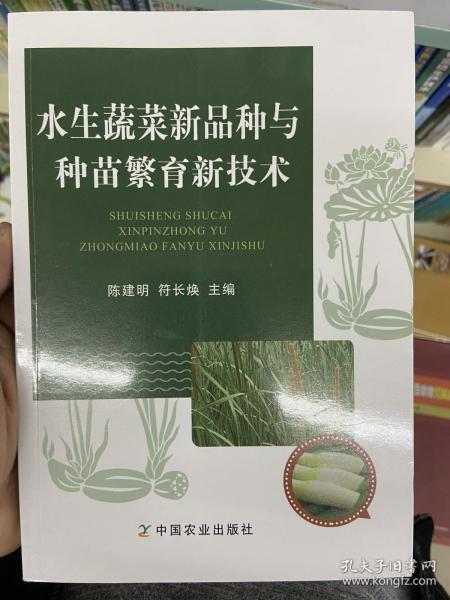 水生蔬菜新品种与
种苗繁育新技术
SHUISHENG SHUCAI
XINPINZHONG YU
ZHONGMIAO FANYU XINJISHU
陈建明 符长焕 主编
中国农业出版社
孔夫子旧书网
www.kongfz.com